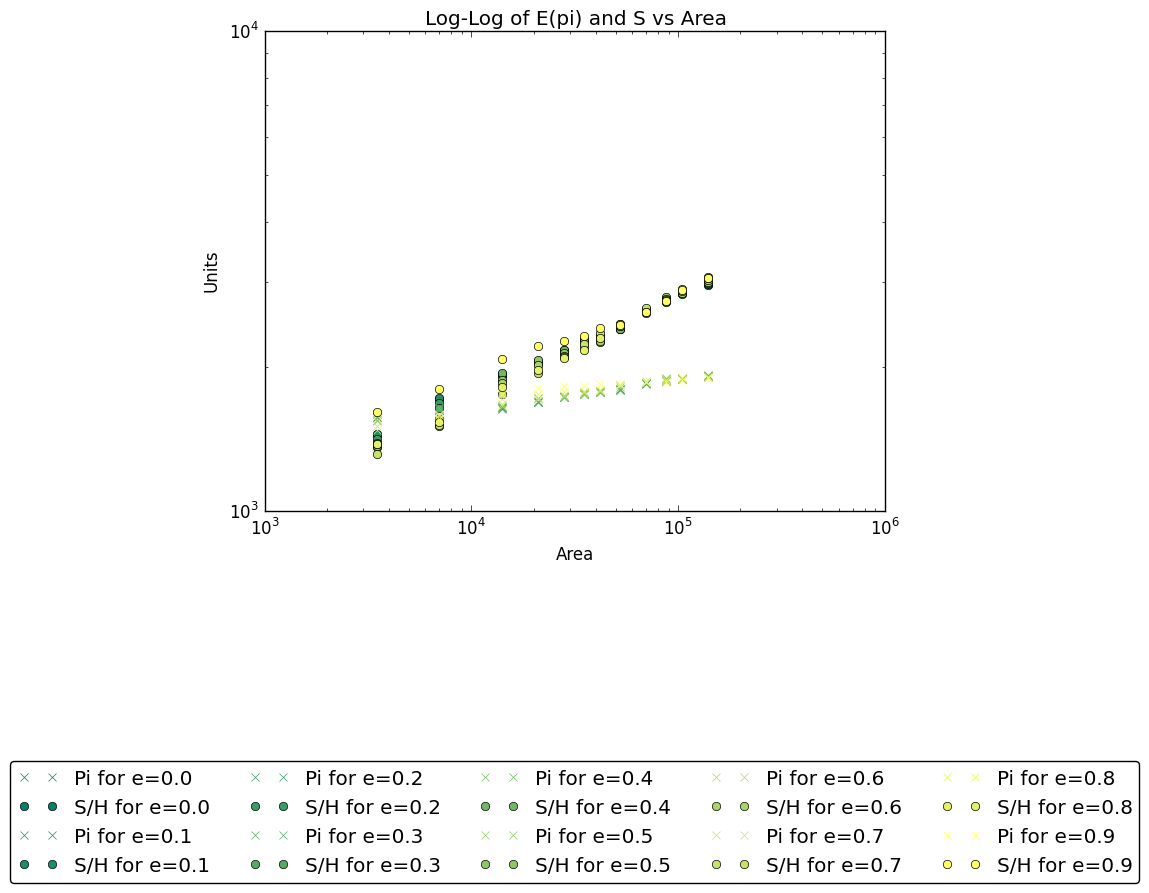 Log-Log of E(pi) and S vs Area
10^4
Units
10^3
10^3 10^4 10^5 10^6
Area
Pi for e=0.0 Pi for e=0.2 Pi for e=0.4 Pi for e=0.6 Pi for e=0.8
S/H for e=0.0 S/H for e=0.2 S/H for e=0.4 S/H for e=0.6 S/H for e=0.8
Pi for e=0.1 Pi for e=0.3 Pi for e=0.5 Pi for e=0.7 Pi for e=0.9
S/H for e=0.1 S/H for e=0.3 S/H for e=0.5 S/H for e=0.7 S/H for e=0.9